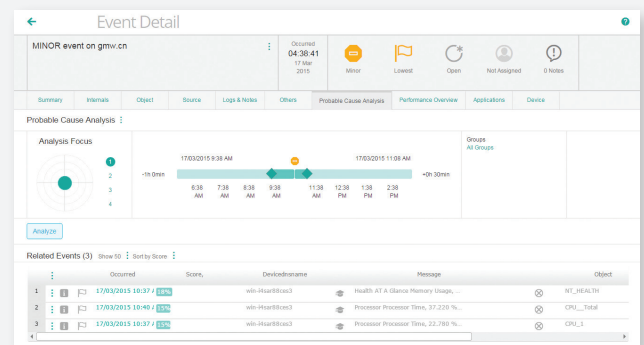 Event Detail
MINOR event on gmw.cn
Occurred
04:38:41
17 Mar
2015
Minor
Lowest
Open
Not Assigned
0 Notes
Summary Internals Object Source Logs & Notes Others Probable Cause Analysis Performance Overview Applications Device
Probable Cause Analysis
Analysis Focus
1
2
3
4
17/03/2015 9:38 AM 17/03/2015 11:08 AM
-1h 0min +0h 30min
6:38 7:38 8:38 9:38 11:38 12:38 1:38 2:38
AM AM AM AM AM PM PM PM
Groups
All Groups
Analyze
Related Events (3) Show 50 Sort by Score
Occurred Score, Devicednsname Message Object
1 17/03/2015 10:37 / 18% win-i4sar88ces3 Health AT A Glance Memory Usage, ... NT_HEALTH
2 17/03/2015 10:40 / 15% win-i4sar88ces3 Processor Processor Time, 37.220 %... CPU__Total
3 17/03/2015 10:37 / 15% win-i4sar88ces3 Processor Processor Time, 22.780 %... CPU_1